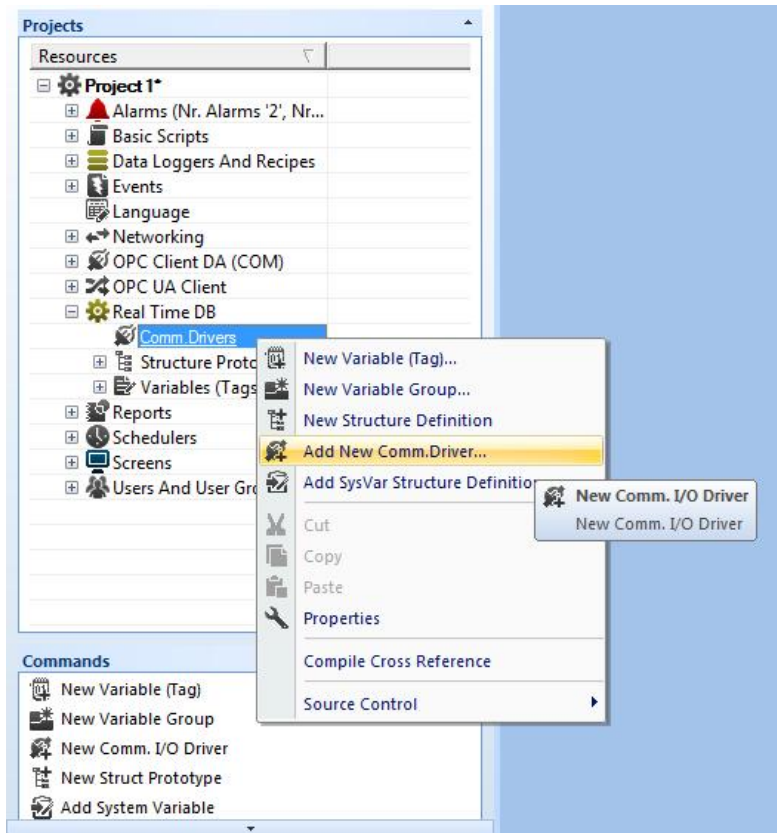 Projects
Resources
Project 1*
Alarms (Nr. Alarms '2', Nr...
Basic Scripts
Data Loggers And Recipes
Events
Language
Networking
OPC Client DA (COM)
OPC UA Client
Real Time DB
Comm.Drivers
Structure Proto
Variables (Tags
Reports
Schedulers
Screens
Users And User Gro
New Variable (Tag)...
New Variable Group...
New Structure Definition
Add New Comm.Driver...
Add SysVar Structure Definition
Cut
Copy
Paste
Properties
Compile Cross Reference
Source Control
New Comm. I/O Driver
New Comm. I/O Driver
Commands
New Variable (Tag)
New Variable Group
New Comm. I/O Driver
New Struct Prototype
Add System Variable